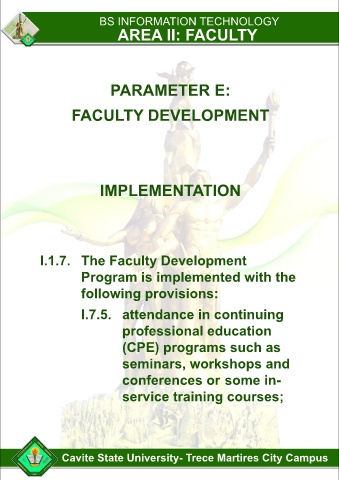 BS INFORMATION TECHNOLOGY
AREA II: FACULTY
PARAMETER E:
FACULTY DEVELOPMENT
IMPLEMENTATION
I.1.7. The Faculty Development
Program is implemented with the
following provisions:
I.7.5. attendance in continuing
professional education
(CPE) programs such as
seminars, workshops and
conferences or some in-
service training courses;
Cavite State University- Trece Martires City Campus